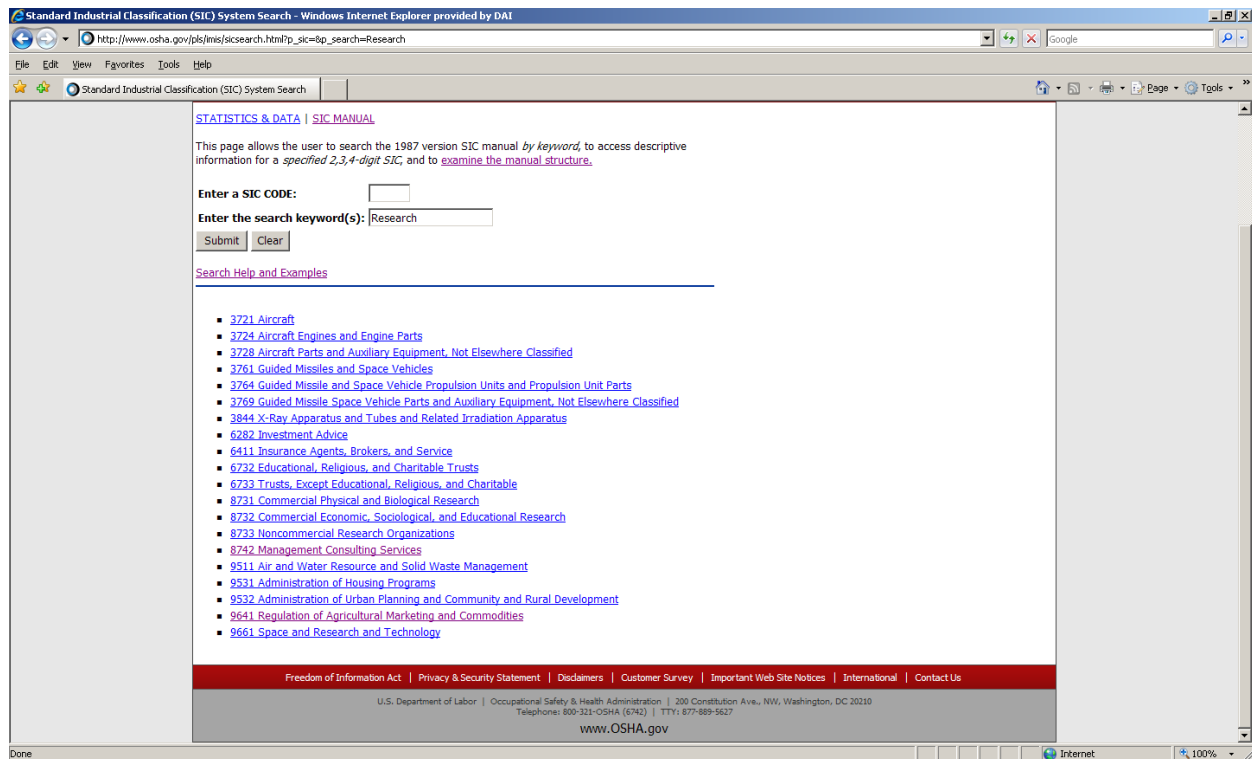 Standard Industrial Classification (SIC) System Search - Windows Internet Explorer provided by DAI
http://www.osha.gov/pls/imis/sicsearch.html?p_sic=&p_search=Research
Google
File Edit View Favorites Tools Help
Standard Industrial Classification (SIC) System Search
Page Tools »
STATISTICS & DATA | SIC MANUAL
This page allows the user to search the 1987 version SIC manual by keyword, to access descriptive
information for a specified 2,3,4-digit SIC, and to examine the manual structure.
Enter a SIC CODE:
Enter the search keyword(s): Research
Submit Clear
Search Help and Examples
3721 Aircraft
3724 Aircraft Engines and Engine Parts
3728 Aircraft Parts and Auxiliary Equipment, Not Elsewhere Classified
3761 Guided Missiles and Space Vehicles
3764 Guided Missile and Space Vehicle Propulsion Units and Propulsion Unit Parts
3769 Guided Missile Space Vehicle Parts and Auxiliary Equipment, Not Elsewhere Classified
3844 X-Ray Apparatus and Tubes and Related Irradiation Apparatus
6282 Investment Advice
6411 Insurance Agents, Brokers, and Service
6732 Educational, Religious, and Charitable Trusts
6733 Trusts, Except Educational, Religious, and Charitable
8731 Commercial Physical and Biological Research
8732 Commercial Economic, Sociological, and Educational Research
8733 Noncommercial Research Organizations
8742 Management Consulting Services
9511 Air and Water Resource and Solid Waste Management
9531 Administration of Housing Programs
9532 Administration of Urban Planning and Community and Rural Development
9641 Regulation of Agricultural Marketing and Commodities
9661 Space and Research and Technology
Freedom of Information Act | Privacy & Security Statement | Disclaimers | Customer Survey | Important Web Site Notices | International | Contact Us
U.S. Department of Labor | Occupational Safety & Health Administration | 200 Constitution Ave., NW, Washington, DC 20210
Telephone: 800-321-OSHA (6742) | TTY: 877-889-5627
www.OSHA.gov
Done Internet 100%